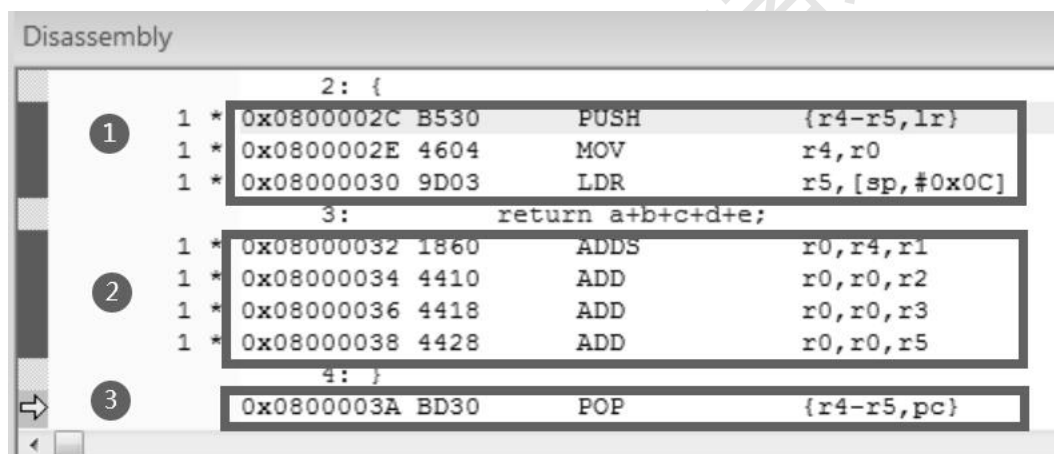 Disassembly
2: {
1 * 0x0800002C B530 PUSH {r4-r5,lr}
1
1 * 0x0800002E 4604 MOV r4,r0
1 * 0x08000030 9D03 LDR r5,[sp,#0x0C]
3: return a+b+c+d+e;
1 * 0x08000032 1860 ADDS r0,r4,r1
2
1 * 0x08000034 4410 ADD r0,r0,r2
1 * 0x08000036 4418 ADD r0,r0,r3
1 * 0x08000038 4428 ADD r0,r0,r5
4: }
3
0x0800003A BD30 POP {r4-r5,pc}